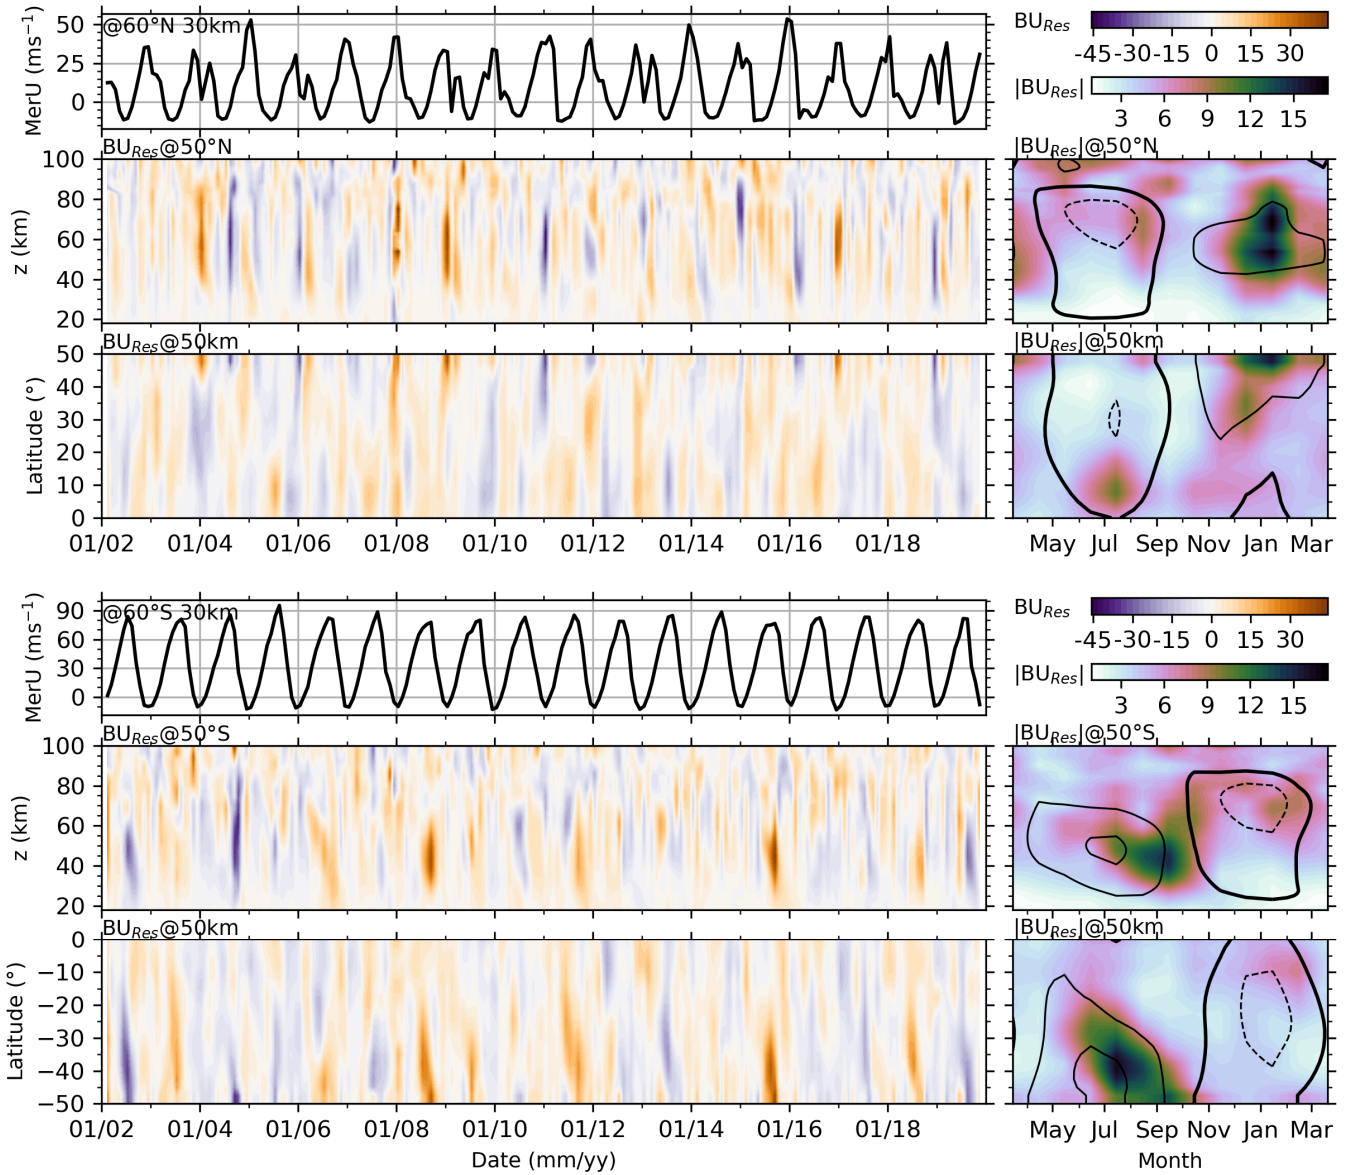 @60°N 30km
MerU (ms⁻¹)
50
25
0
BU_Res
-45 -30 -15 0 15 30
|BU_Res|
3 6 9 12 15
BU_Res@50°N
z (km)
100
80
60
40
20
|BU_Res|@50°N
BU_Res@50km
Latitude (°)
50
40
30
20
10
0
01/02 01/04 01/06 01/08 01/10 01/12 01/14 01/16 01/18
|BU_Res|@50km
May Jul Sep Nov Jan Mar
@60°S 30km
MerU (ms⁻¹)
90
60
30
0
BU_Res
-45 -30 -15 0 15 30
|BU_Res|
3 6 9 12 15
BU_Res@50°S
z (km)
100
80
60
40
20
|BU_Res|@50°S
BU_Res@50km
Latitude (°)
0
−10
−20
−30
−40
−50
01/02 01/04 01/06 01/08 01/10 01/12 01/14 01/16 01/18
Date (mm/yy)
|BU_Res|@50km
May Jul Sep Nov Jan Mar
Month